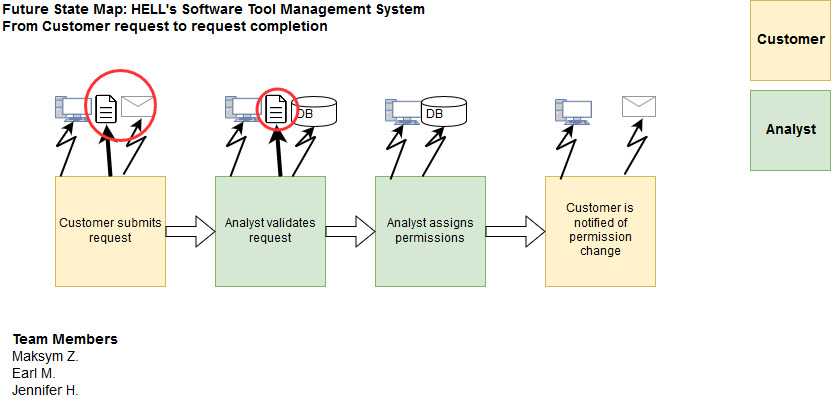 Future State Map: HELL's Software Tool Management System
From Customer request to request completion
Customer
Analyst
DB
DB
Customer submits
request
Analyst validates
request
Analyst assigns
permissions
Customer is
notified of
permission
change
Team Members
Maksym Z.
Earl M.
Jennifer H.